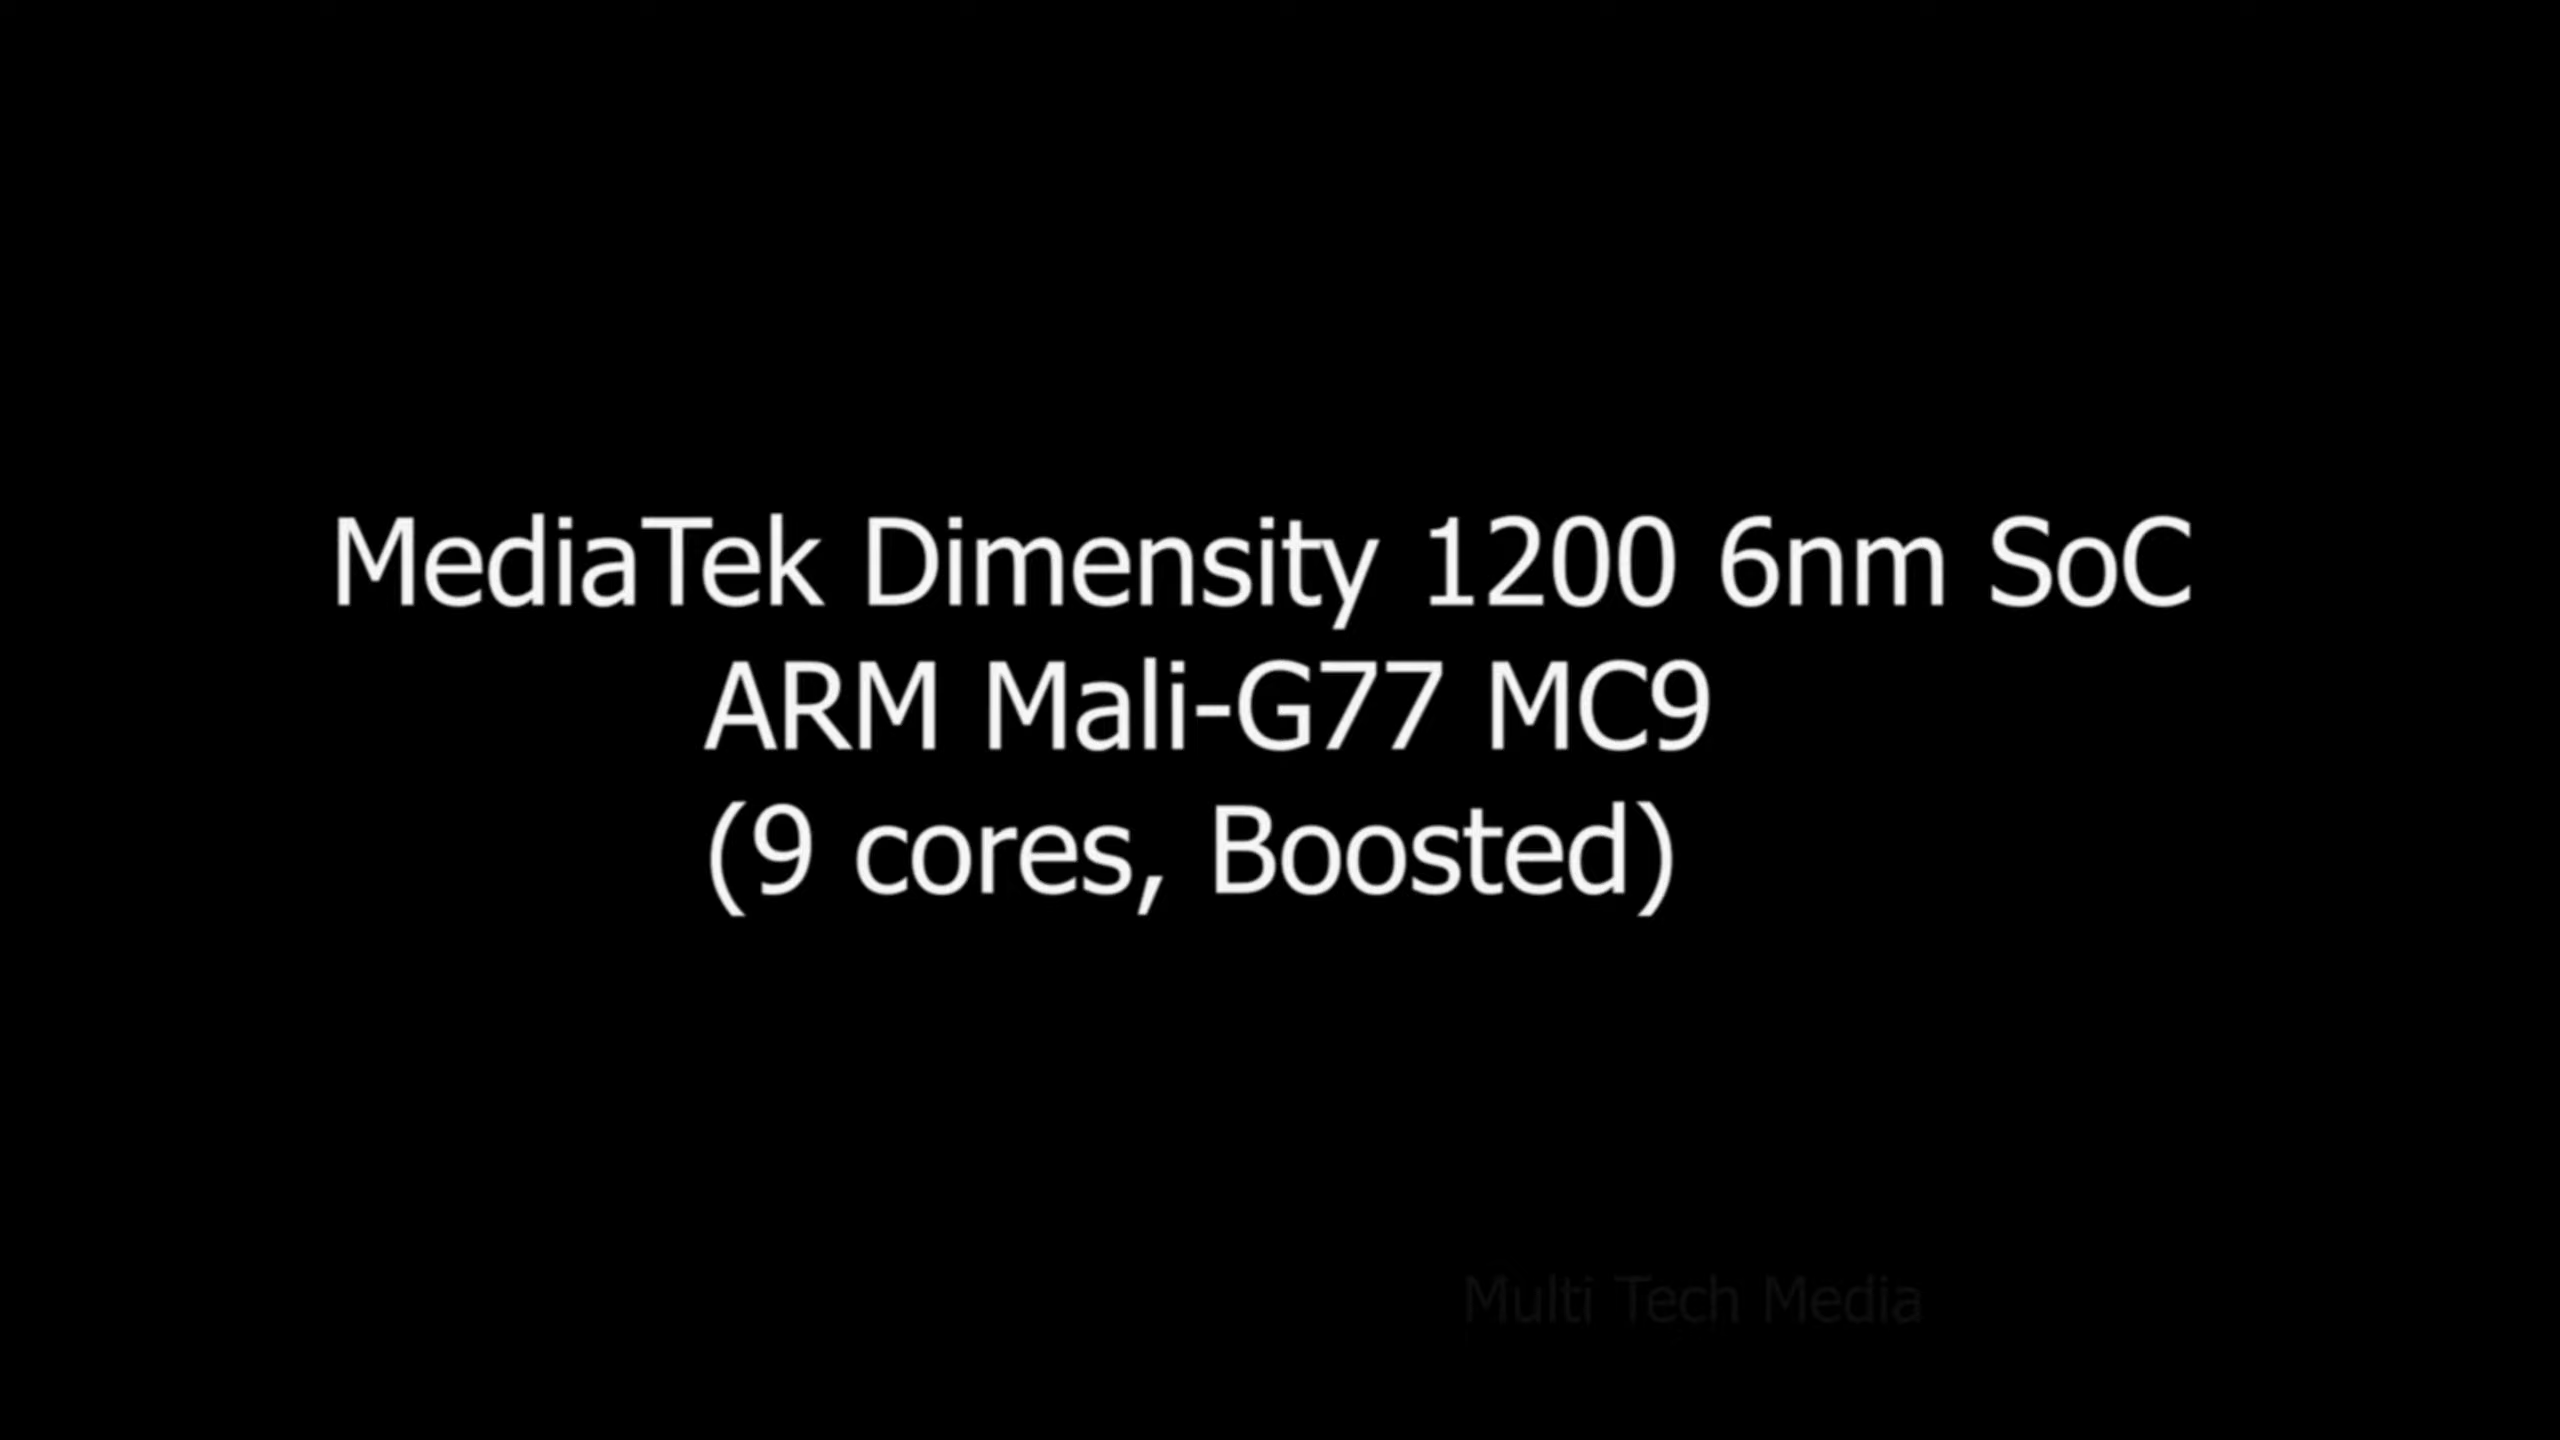 MediaTek Dimensity 1200 6nm SoC
ARM Mali-G77 MC9
(9 cores, Boosted)
Multi Tech Media